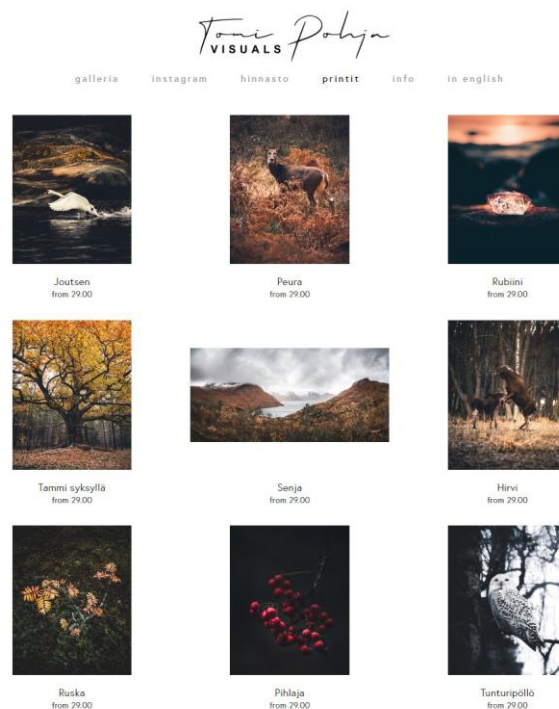 Tomi Pohja
VISUALS
galleria instagram hinnasto printit info in english
Joutsen Peura Rubiini
from 29.00 from 29.00 from 29.00
Tammi syksyllä Senja Hirvi
from 29.00 from 29.00 from 29.00
Ruska Pihlaja Tunturipöllö
from 29.00 from 29.00 from 29.00